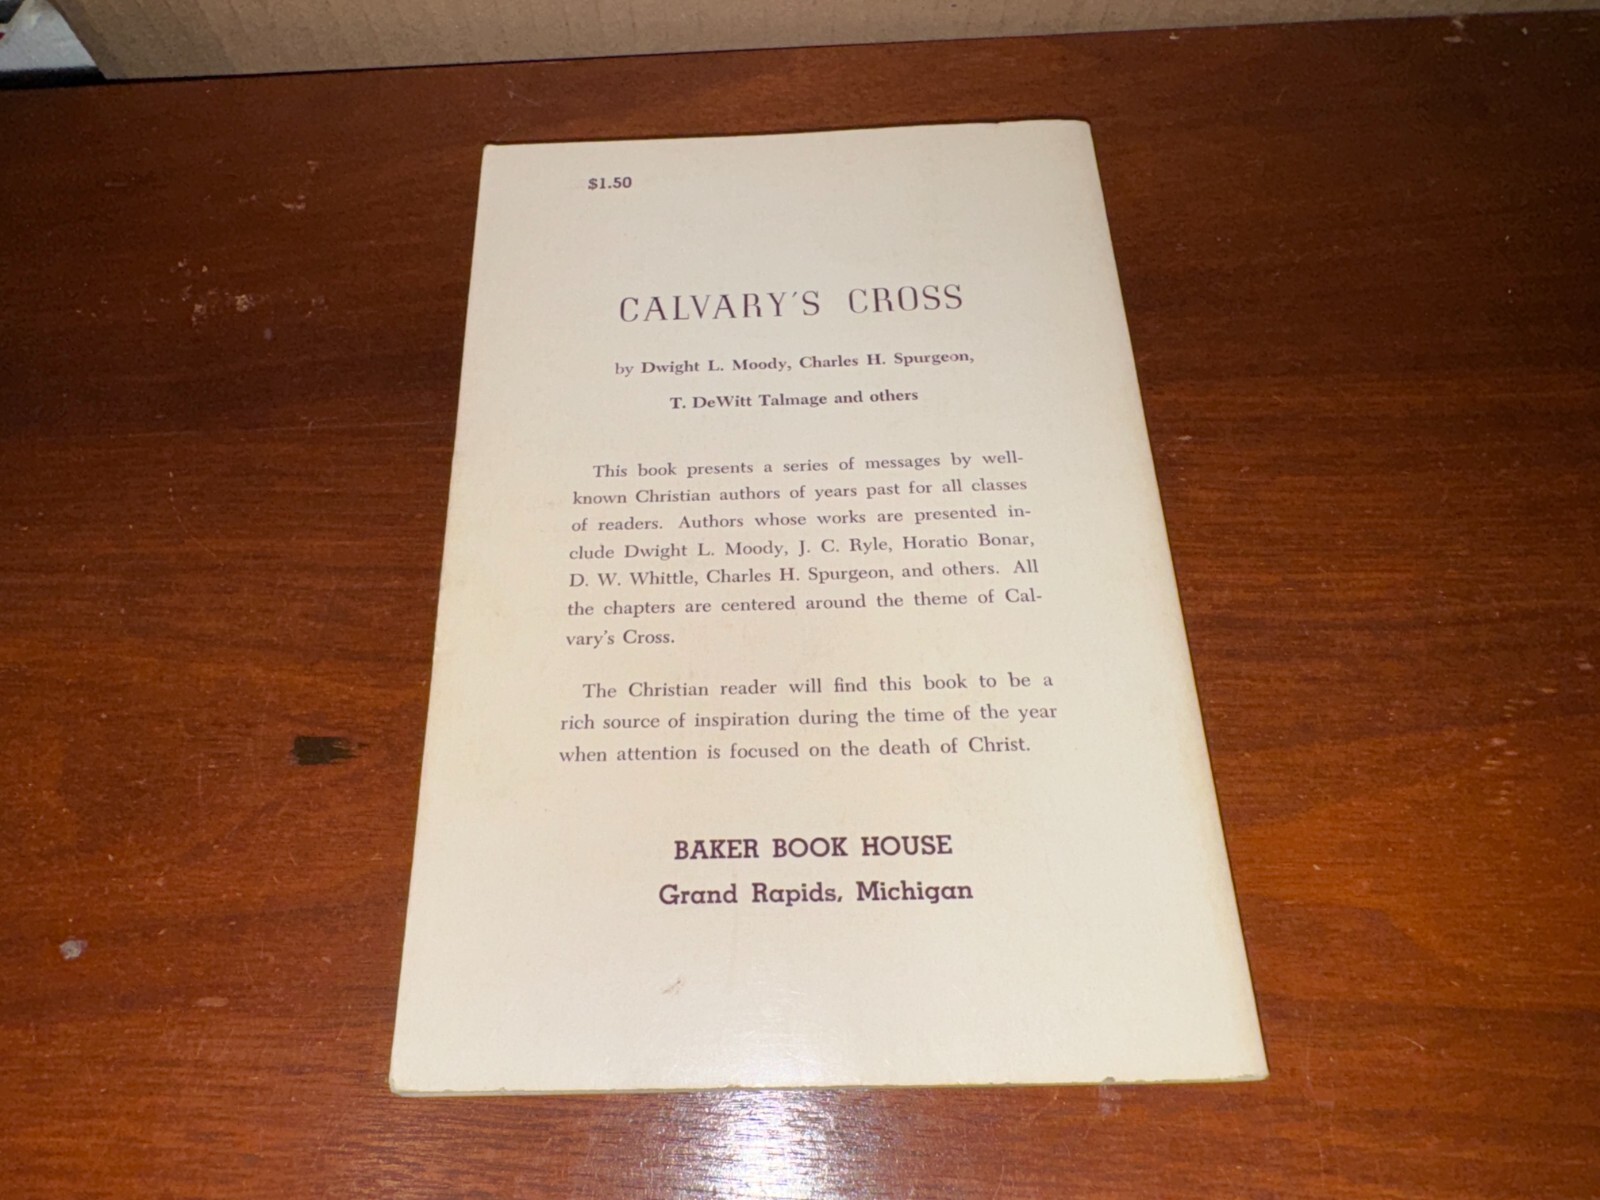 $1.50
CALVARY'S CROSS
by Dwight L. Moody, Charles H. Spurgeon,
T. DeWitt Talmage and others
This book presents a series of messages by well-
known Christian authors of years past for all classes
of readers. Authors whose works are presented in-
clude Dwight L. Moody, J. C. Ryle, Horatio Bonar,
D. W. Whittle, Charles H. Spurgeon, and others. All
the chapters are centered around the theme of Cal-
vary's Cross.
The Christian reader will find this book to be a
rich source of inspiration during the time of the year
when attention is focused on the death of Christ.
BAKER BOOK HOUSE
Grand Rapids, Michigan